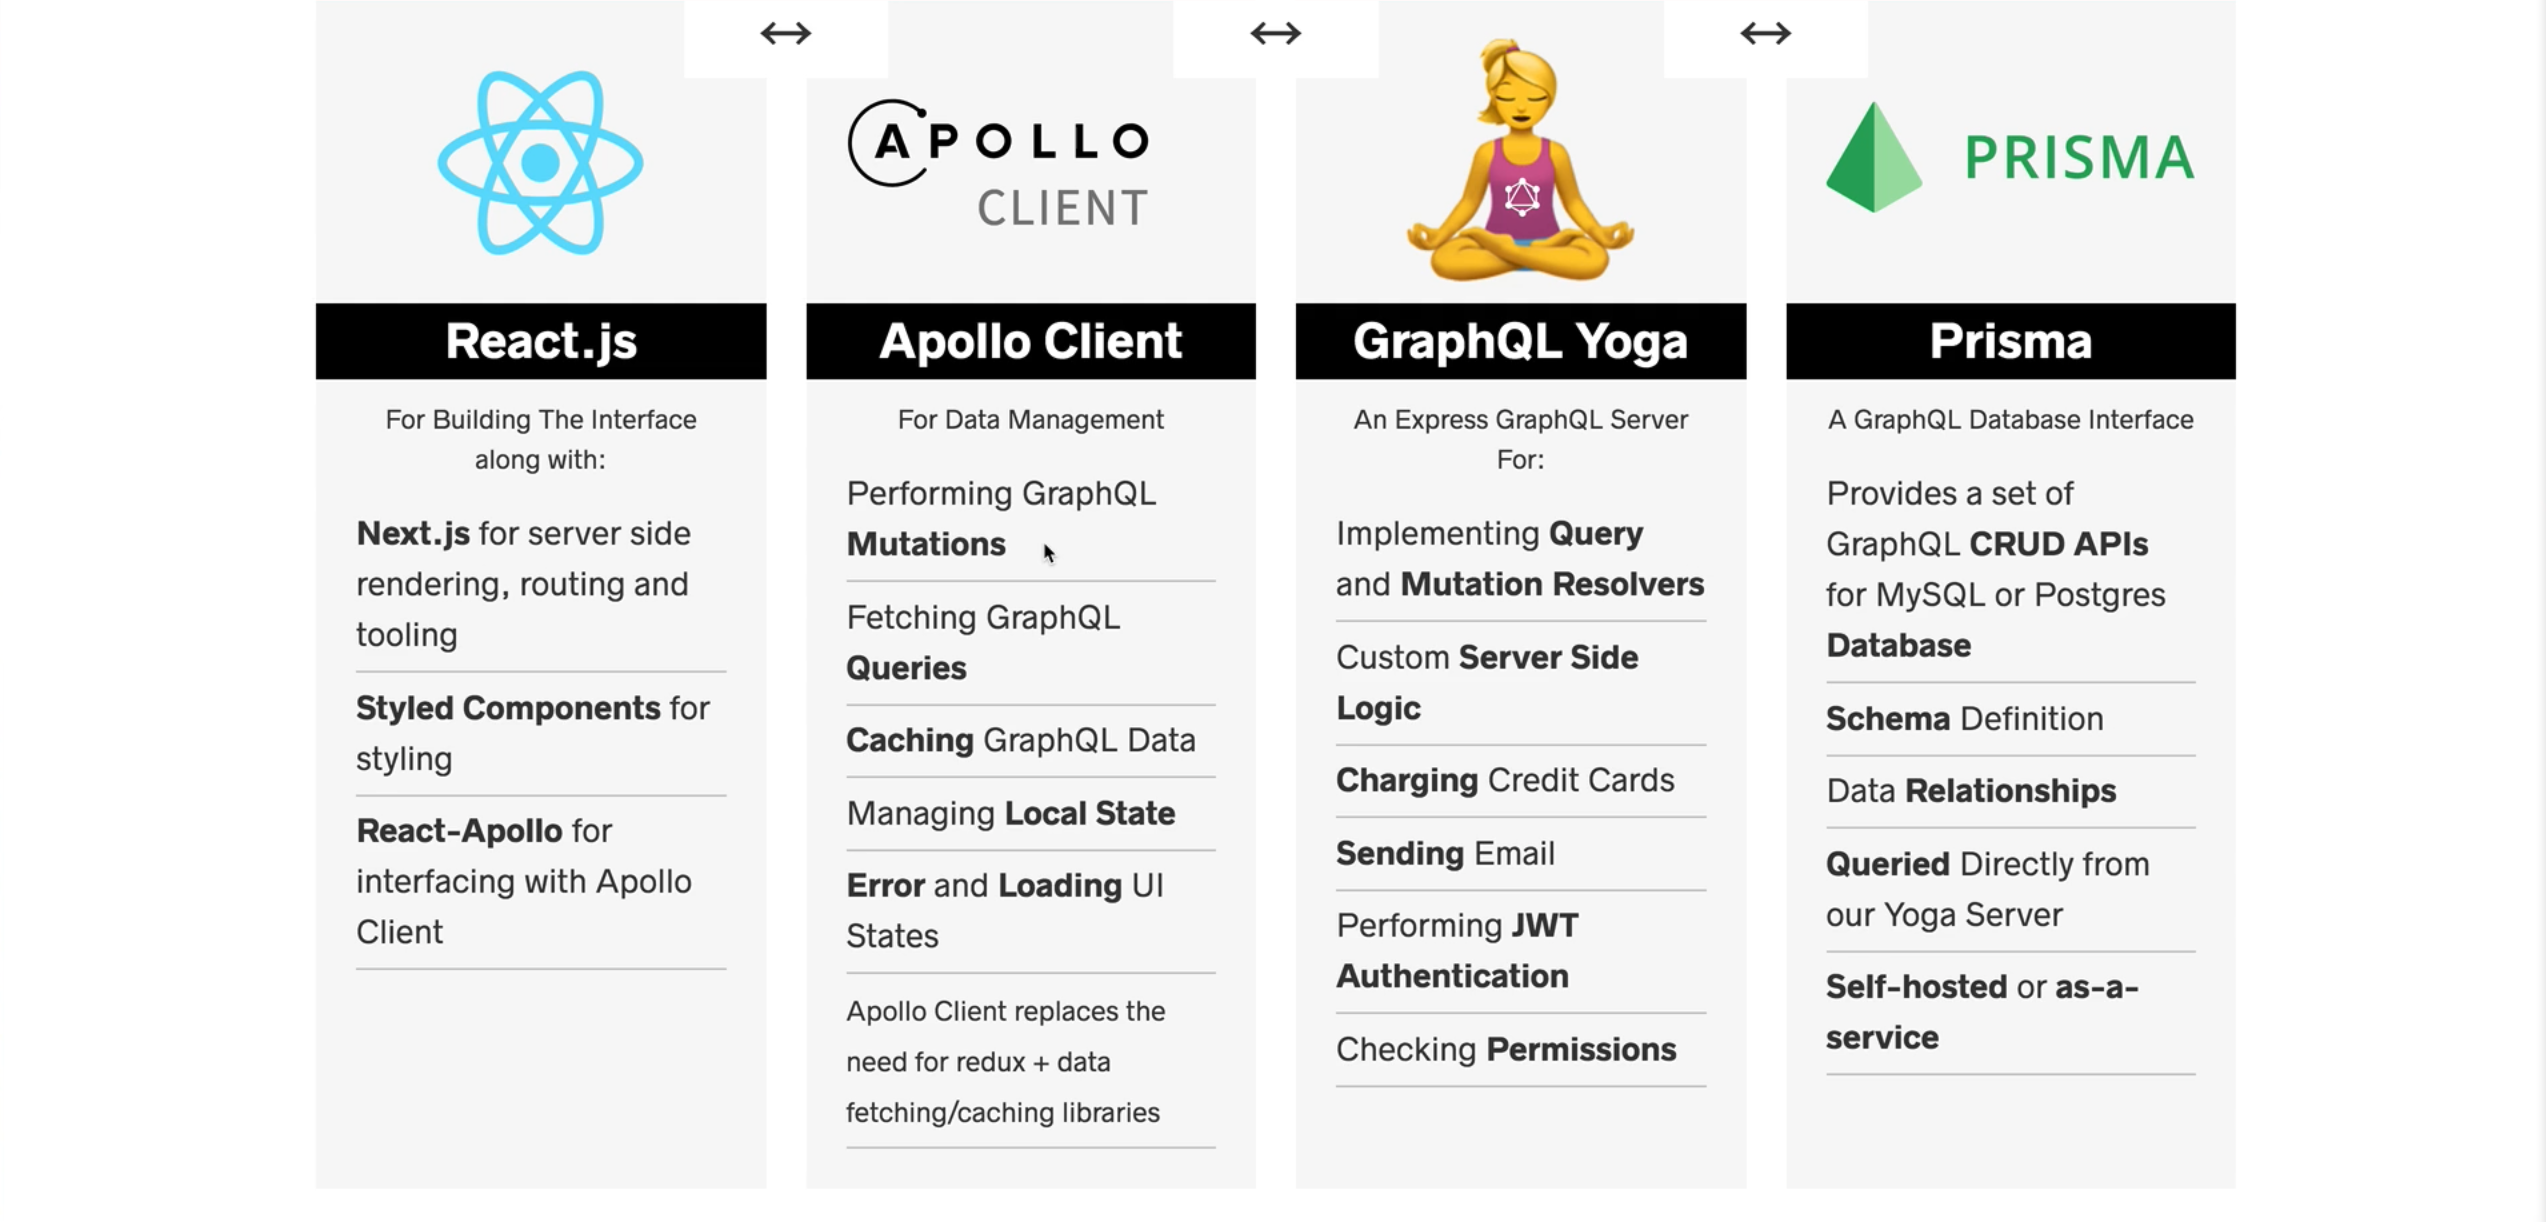 ↔ ↔ ↔
APOLLO
CLIENT
PRISMA
React.js
For Building The Interface
along with:
Next.js for server side
rendering, routing and
tooling
Styled Components for
styling
React-Apollo for
interfacing with Apollo
Client
Apollo Client
For Data Management
Performing GraphQL
Mutations
Fetching GraphQL
Queries
Caching GraphQL Data
Managing Local State
Error and Loading UI
States
Apollo Client replaces the
need for redux + data
fetching/caching libraries
GraphQL Yoga
An Express GraphQL Server
For:
Implementing Query
and Mutation Resolvers
Custom Server Side
Logic
Charging Credit Cards
Sending Email
Performing JWT
Authentication
Checking Permissions
Prisma
A GraphQL Database Interface
Provides a set of
GraphQL CRUD APIs
for MySQL or Postgres
Database
Schema Definition
Data Relationships
Queried Directly from
our Yoga Server
Self-hosted or as-a-
service